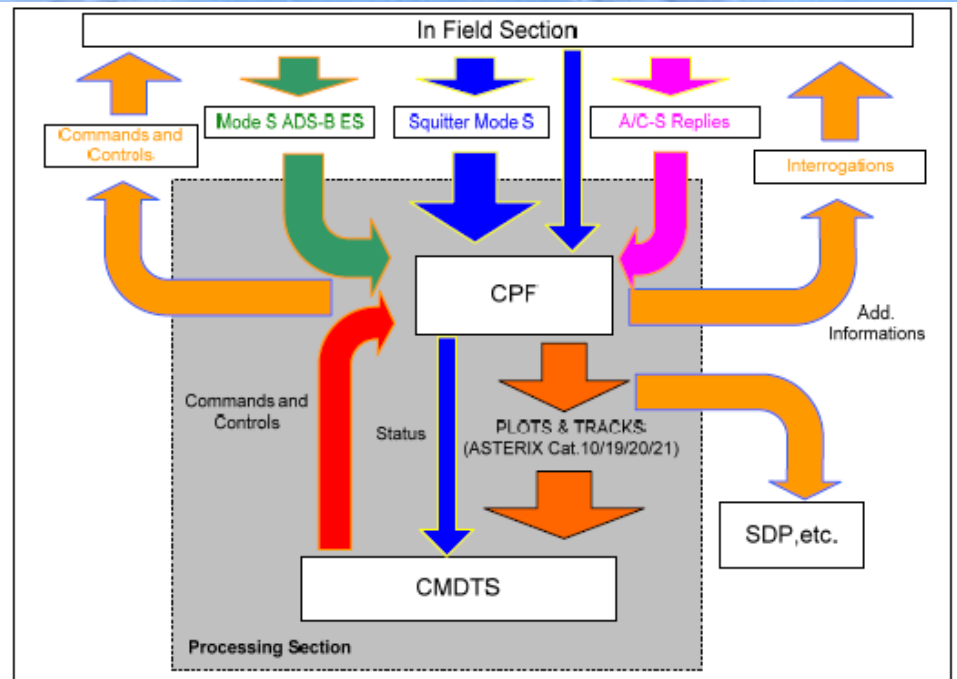 In Field Section
Commands and
Controls
Mode S ADS-B ES
Squitter Mode S
A/C-S Replies
Interrogations
CPF
Add.
Informations
Commands and
Controls
Status
PLOTS & TRACKS
(ASTERIX Cat.10/19/20/21)
SDP,etc.
CMDTS
Processing Section